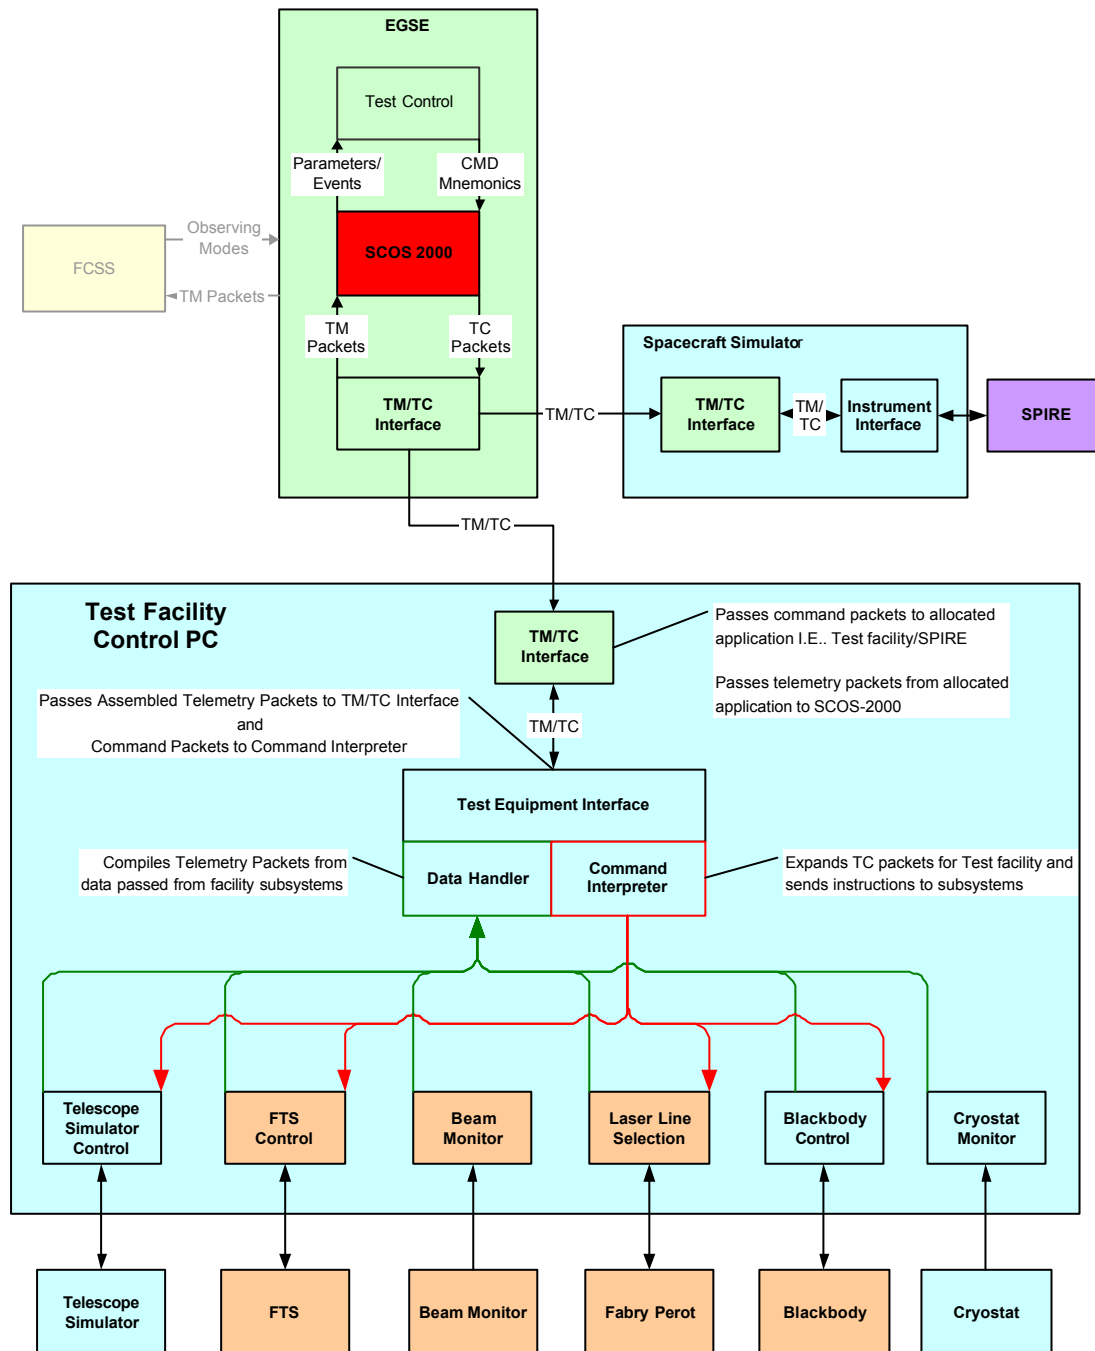 EGSE
Test Control
Parameters/
Events
CMD
Mnemonics
Observing
Modes
FCSS
SCOS 2000
TM Packets
TM
Packets
TC
Packets
Spacecraft Simulator
TM/TC
Interface
TM/TC
TM/TC
Interface
TM/
TC
Instrument
Interface
SPIRE
TM/TC
Test Facility
Control PC
TM/TC
Interface
Passes command packets to allocated
application I.E.. Test facility/SPIRE
Passes telemetry packets from allocated
application to SCOS-2000
Passes Assembled Telemetry Packets to TM/TC Interface
and
Command Packets to Command Interpreter
TM/TC
Test Equipment Interface
Compiles Telemetry Packets from
data passed from facility subsystems
Data Handler
Command
Interpreter
Expands TC packets for Test facility and
sends instructions to subsystems
Telescope
Simulator
Control
FTS
Control
Beam
Monitor
Laser Line
Selection
Blackbody
Control
Cryostat
Monitor
Telescope
Simulator
FTS
Beam Monitor
Fabry Perot
Blackbody
Cryostat